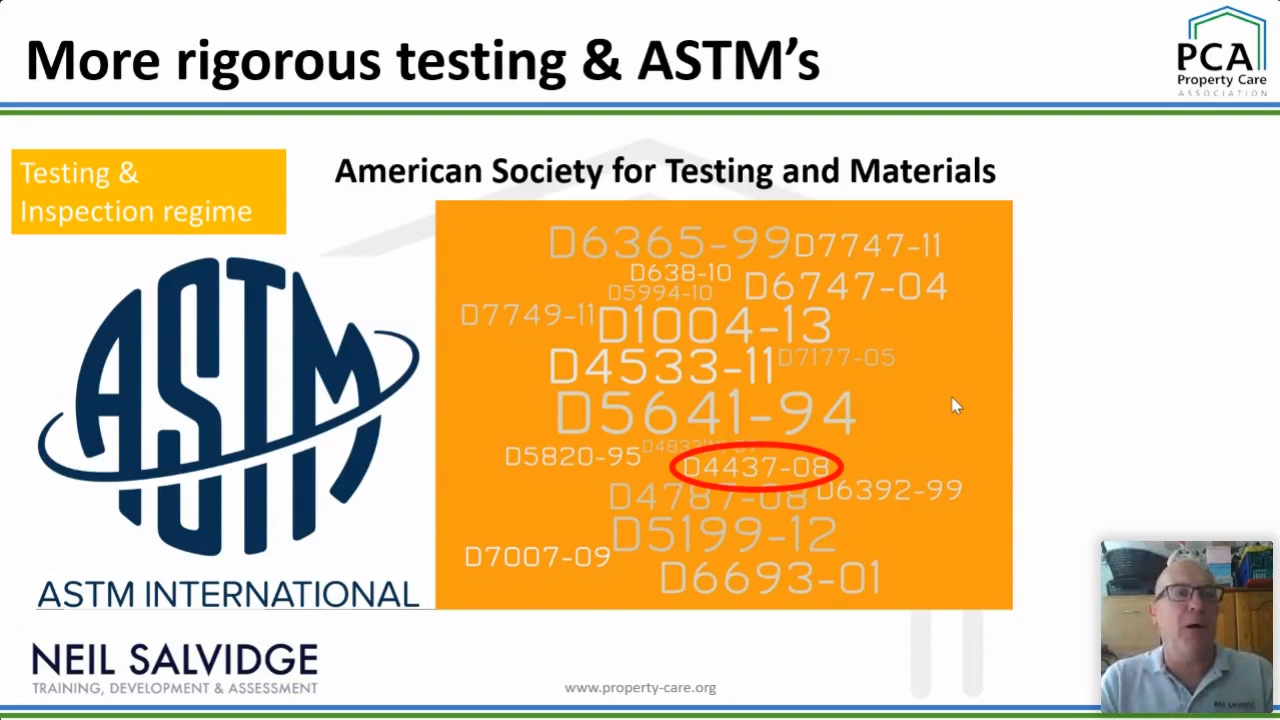 More rigorous testing & ASTM's
PCA
Property Care
ASSOCIATION
Testing &
Inspection regime
American Society for Testing and Materials
D6365-99
D7747-11
D638-10
D5994-10
D6747-04
D7749-11
D1004-13
D4533-11
D7177-05
D5641-94
D5820-95
D4437-08
D4787-08
D6392-99
D5199-12
D7007-09
D6693-01
ASTM
ASTM INTERNATIONAL
NEIL SALVIDGE
TRAINING, DEVELOPMENT & ASSESSMENT
www.property-care.org